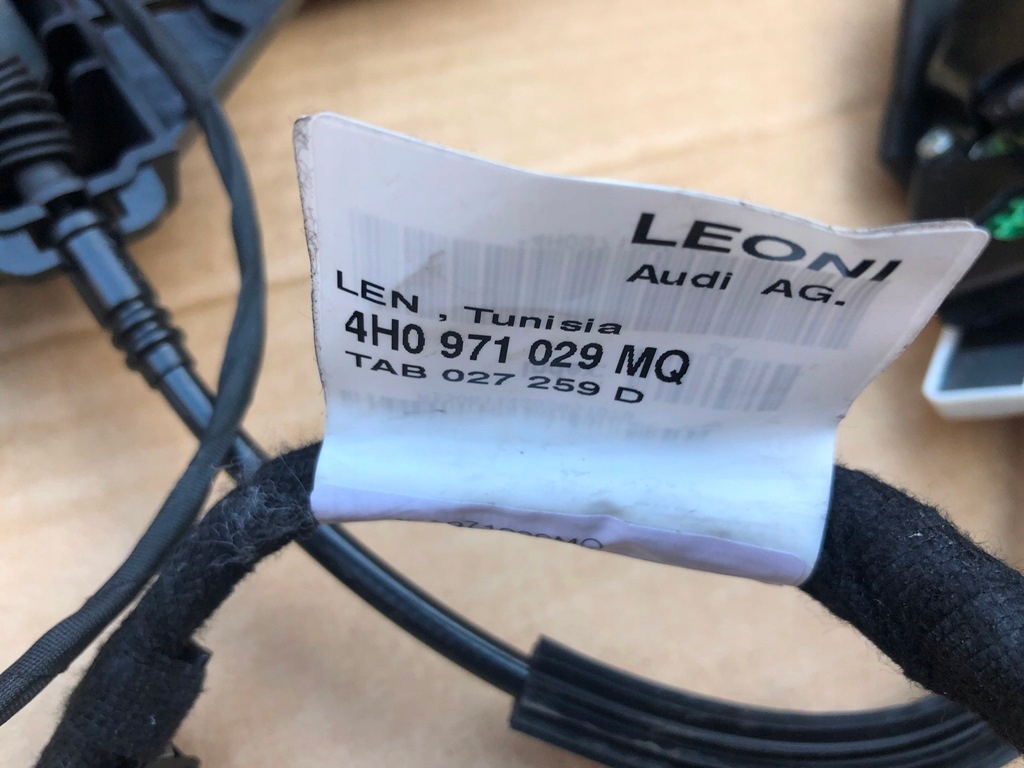 LEONI
Audi AG.
LEN , Tunisia
4H0 971 029 MQ
TAB 027 259 D